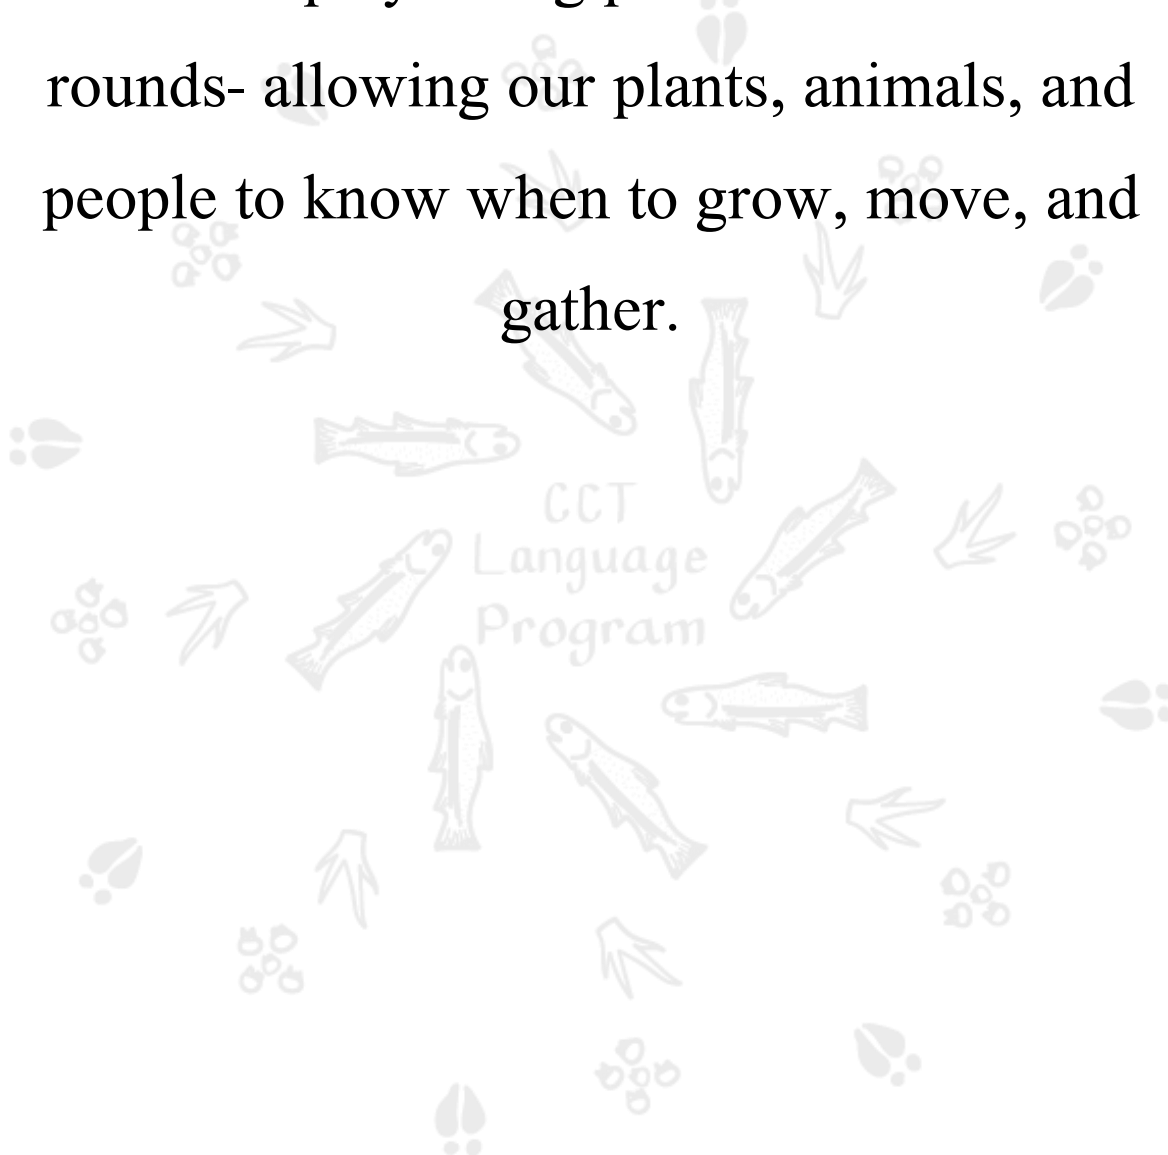 rounds- allowing our plants, animals, and
people to know when to grow, move, and
gather.
CCT
Language
Program